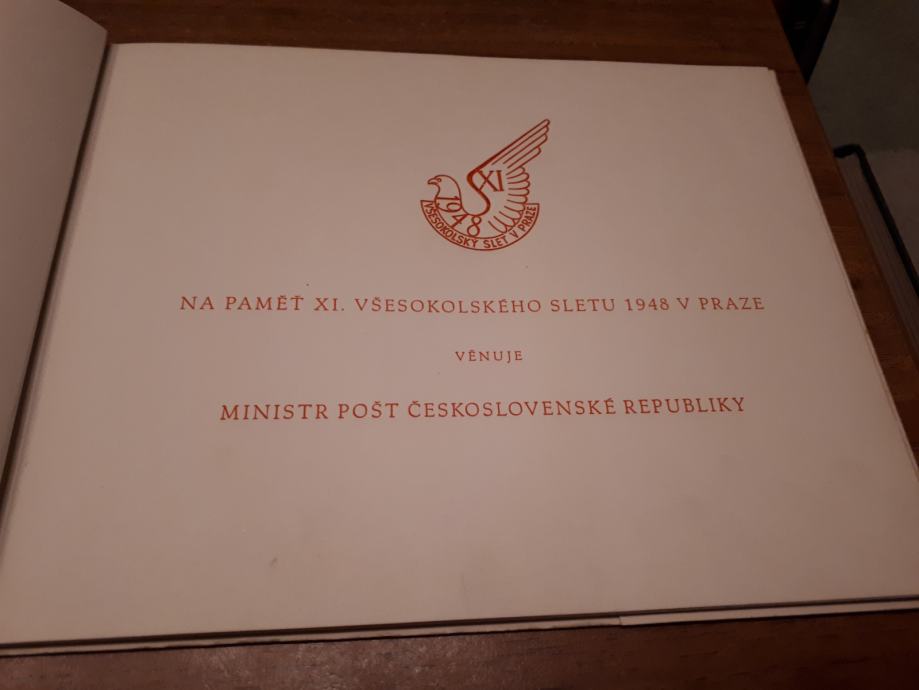 XI
1948
VŠESOKOLSKÝ SLET V PRAZE
NA PAMĚŤ XI. VŠESOKOLSKÉHO SLETU 1948 V PRAZE
VĚNUJE
MINISTR POŠT ČESKOSLOVENSKÉ REPUBLIKY